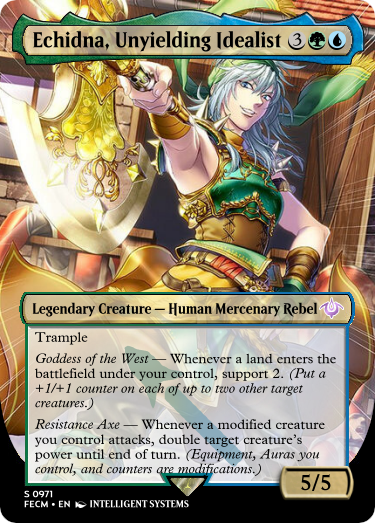 Echidna, Unyielding Idealist 3
Legendary Creature — Human Mercenary Rebel
Trample
Goddess of the West — Whenever a land enters the
battlefield under your control, support 2. (Put a
+1/+1 counter on each of up to two other target
creatures.)
Resistance Axe — Whenever a modified creature
you control attacks, double target creature's
power until end of turn. (Equipment, Auras you
control, and counters are modifications.)
5/5
S 0971
FECM • EN INTELLIGENT SYSTEMS